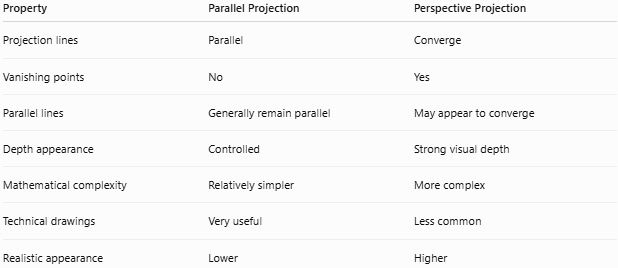 Property Parallel Projection Perspective Projection
Projection lines Parallel Converge
Vanishing points No Yes
Parallel lines Generally remain parallel May appear to converge
Depth appearance Controlled Strong visual depth
Mathematical complexity Relatively simpler More complex
Technical drawings Very useful Less common
Realistic appearance Lower Higher